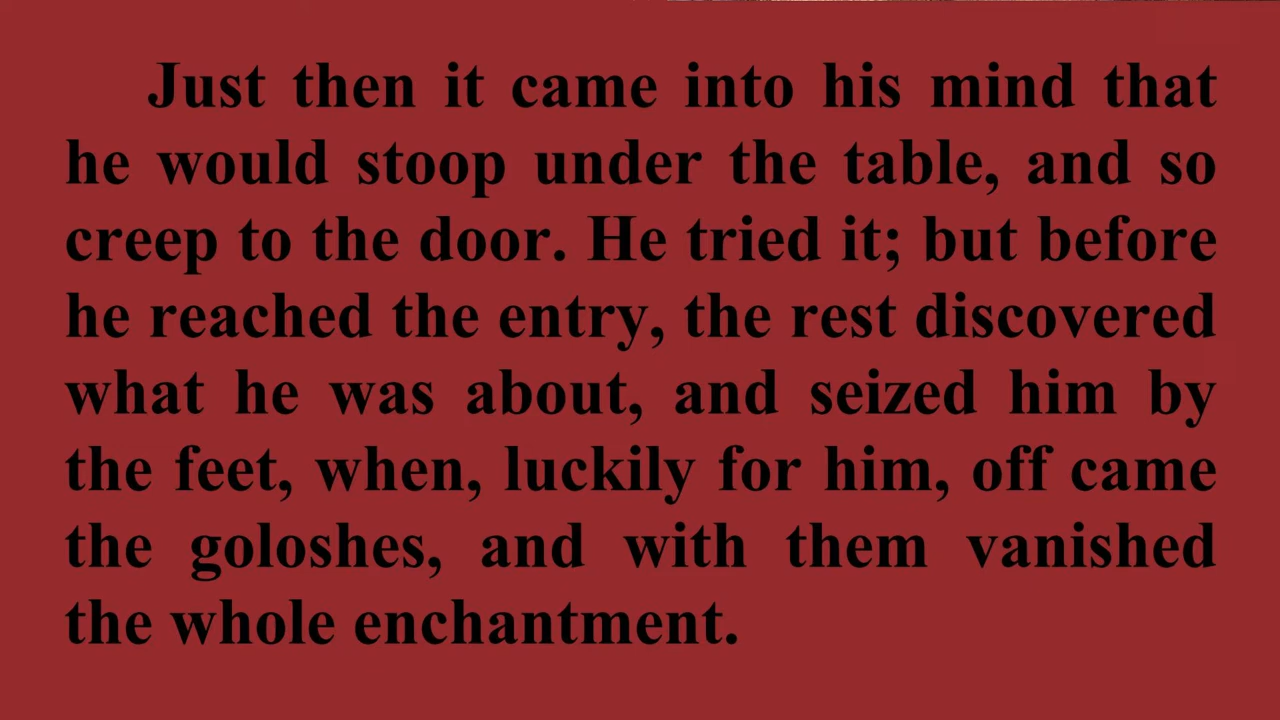 Just then it came into his mind that
he would stoop under the table, and so
creep to the door. He tried it; but before
he reached the entry, the rest discovered
what he was about, and seized him by
the feet, when, luckily for him, off came
the goloshes, and with them vanished
the whole enchantment.